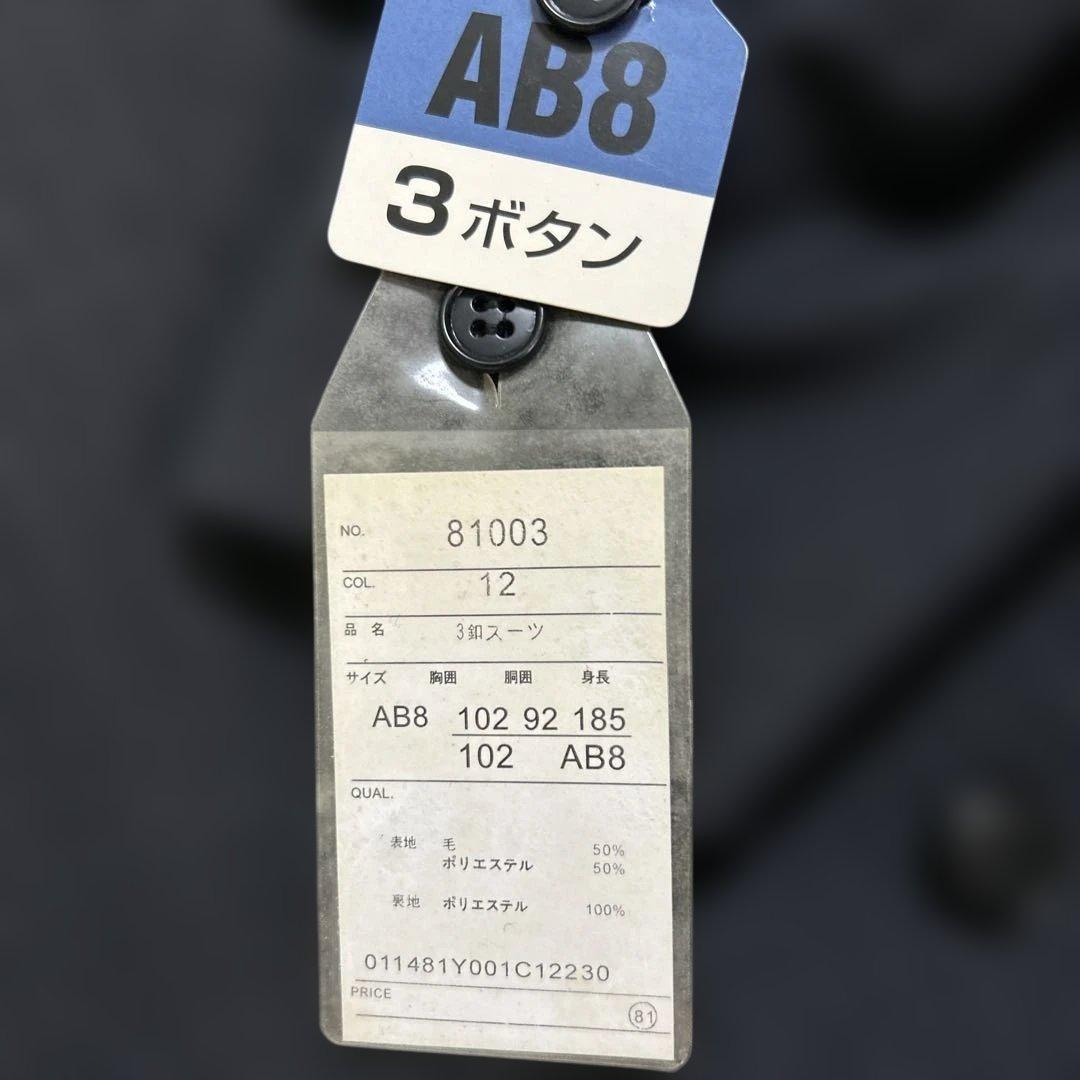 AB8
3ボタン
NO. 81003
COL. 12
品名 3釦スーツ
サイズ 胸囲 胴囲 身長
AB8 102 92 185
102 AB8
QUAL.
表地 毛 50%
ポリエステル 50%
裏地 ポリエステル 100%
011481Y001C12230
PRICE
81